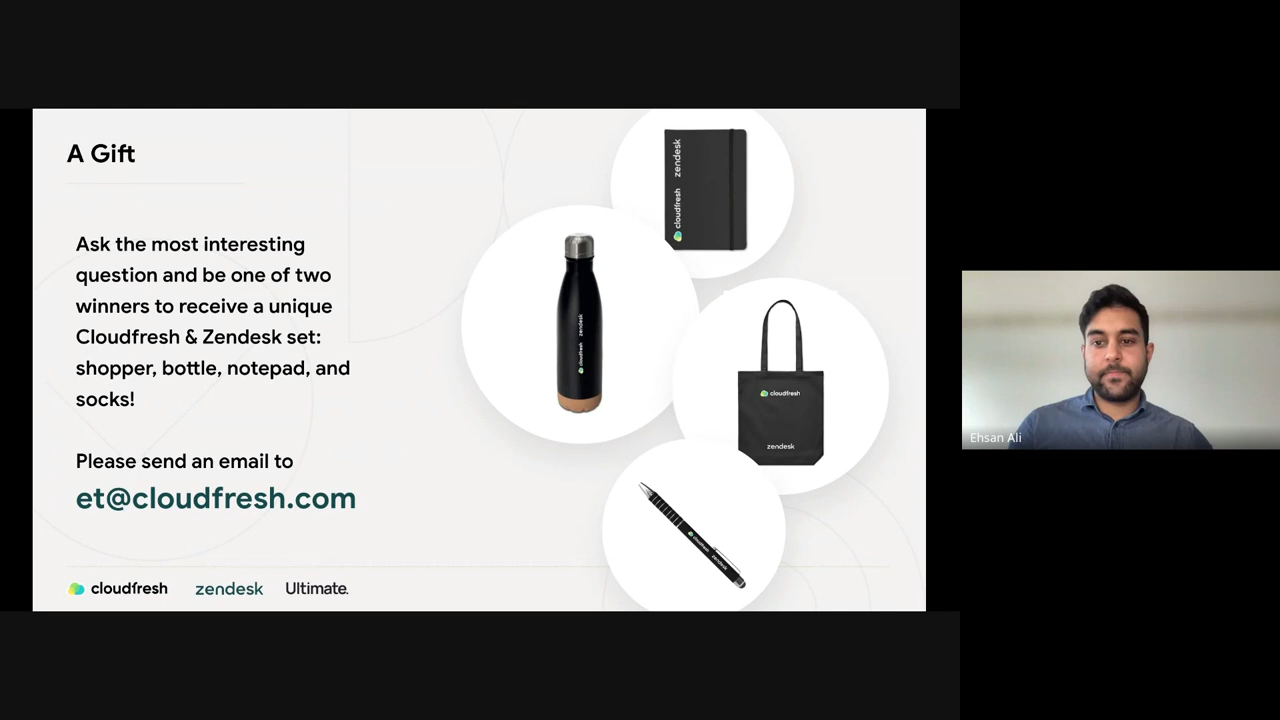 A Gift
Ask the most interesting
question and be one of two
winners to receive a unique
Cloudfresh & Zendesk set:
shopper, bottle, notepad, and
socks!
Please send an email to
et@cloudfresh.com
cloudfresh zendesk Ultimate.
cloudfresh zendesk
cloudfresh zendesk
cloudfresh
zendesk
cloudfresh zendesk
Ehsan Ali